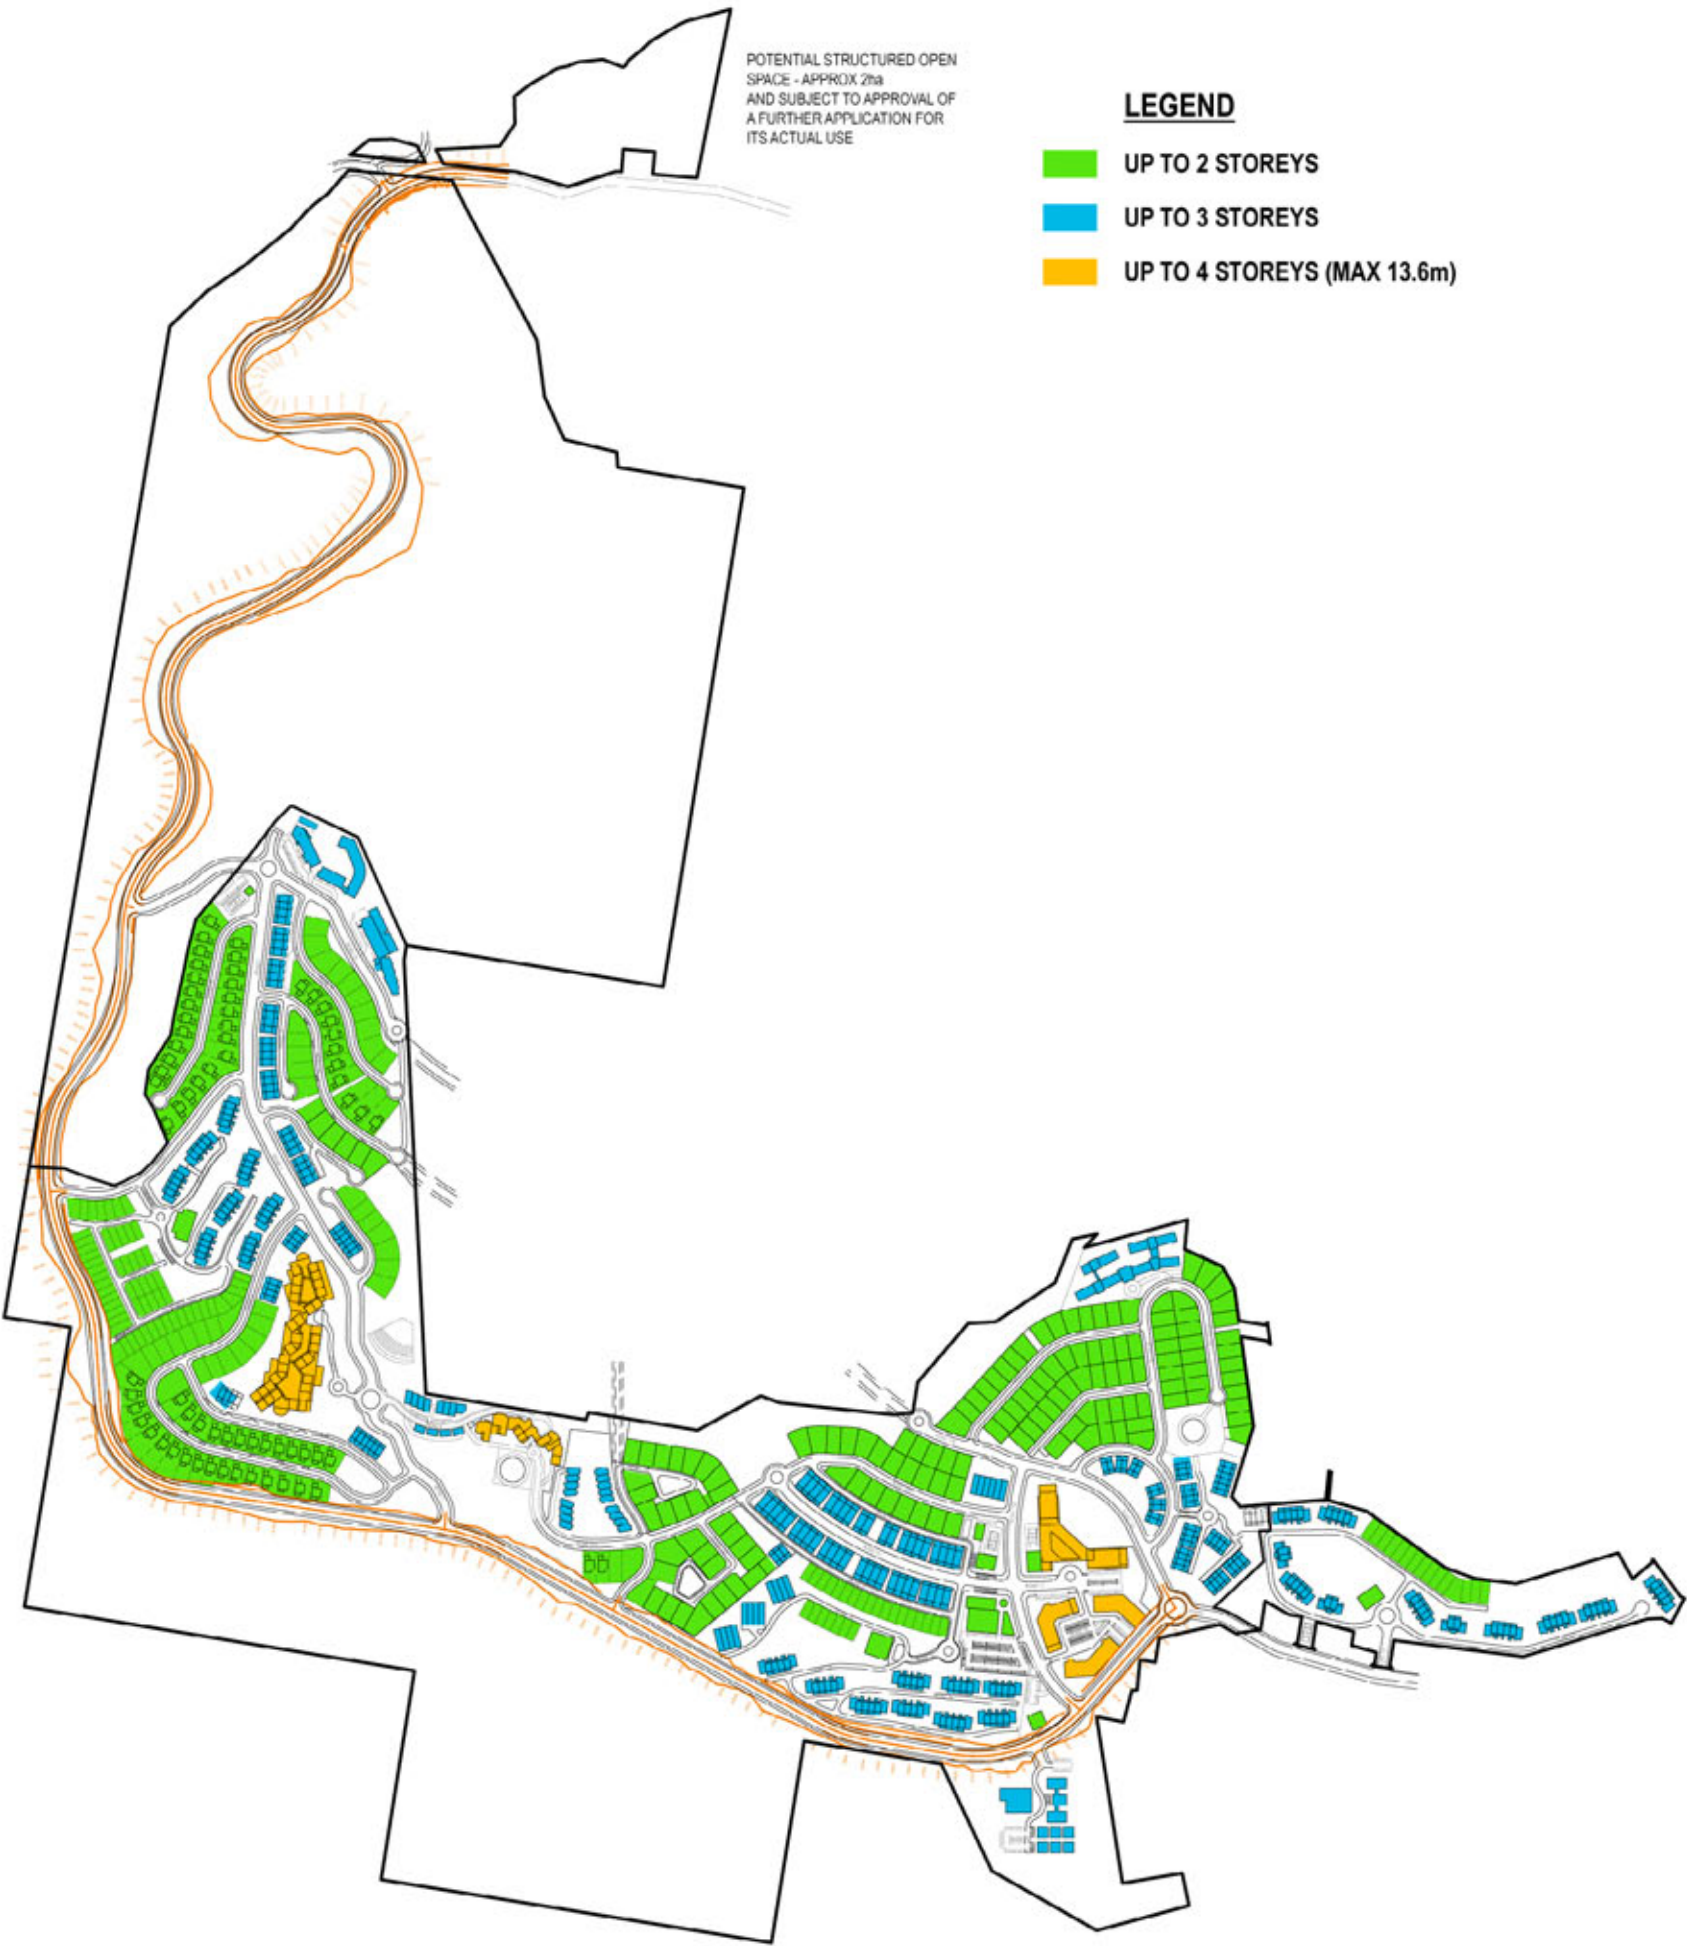 POTENTIAL STRUCTURED OPEN
SPACE - APPROX 2ha
AND SUBJECT TO APPROVAL OF
A FURTHER APPLICATION FOR
ITS ACTUAL USE
LEGEND
UP TO 2 STOREYS
UP TO 3 STOREYS
UP TO 4 STOREYS (MAX 13.6m)